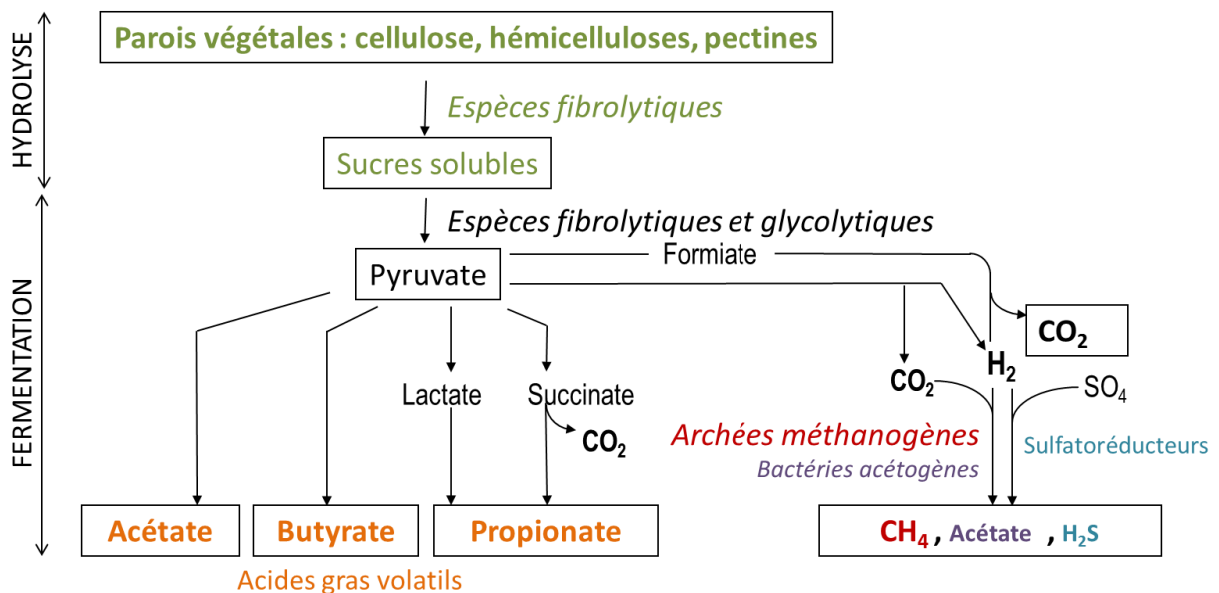 HYDROLYSE
Parois végétales : cellulose, hémicelluloses, pectines
Espèces fibrolytiques
Sucres solubles
FERMENTATION
Espèces fibrolytiques et glycolytiques
Formiate
Pyruvate
CO₂
H₂
CO₂
SO₄
Lactate
Succinate
CO₂
Archées méthanogènes
Sulfatoréducteurs
Bactéries acétogènes
Acétate
Butyrate
Propionate
CH₄ , Acétate , H₂S
Acides gras volatils